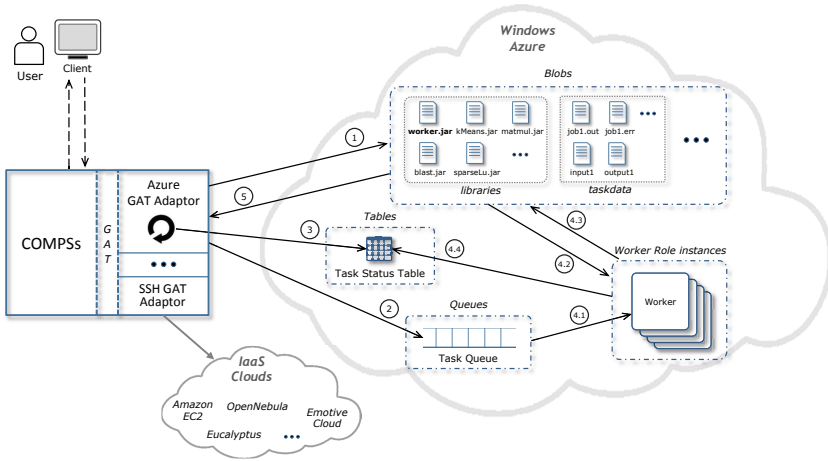 Windows
Azure
User
Client
Blobs
worker.jar kMeans.jar matmul.jar
job1.out job1.err
blast.jar sparseLu.jar
input1 output1
libraries
taskdata
1
5
COMPSs
G
A
T
Azure
GAT Adaptor
SSH GAT
Adaptor
3
Tables
Task Status Table
4.4
4.3
4.2
Worker Role instances
Worker
2
Queues
Task Queue
4.1
IaaS
Clouds
Amazon
EC2
OpenNebula
Emotive
Cloud
Eucalyptus